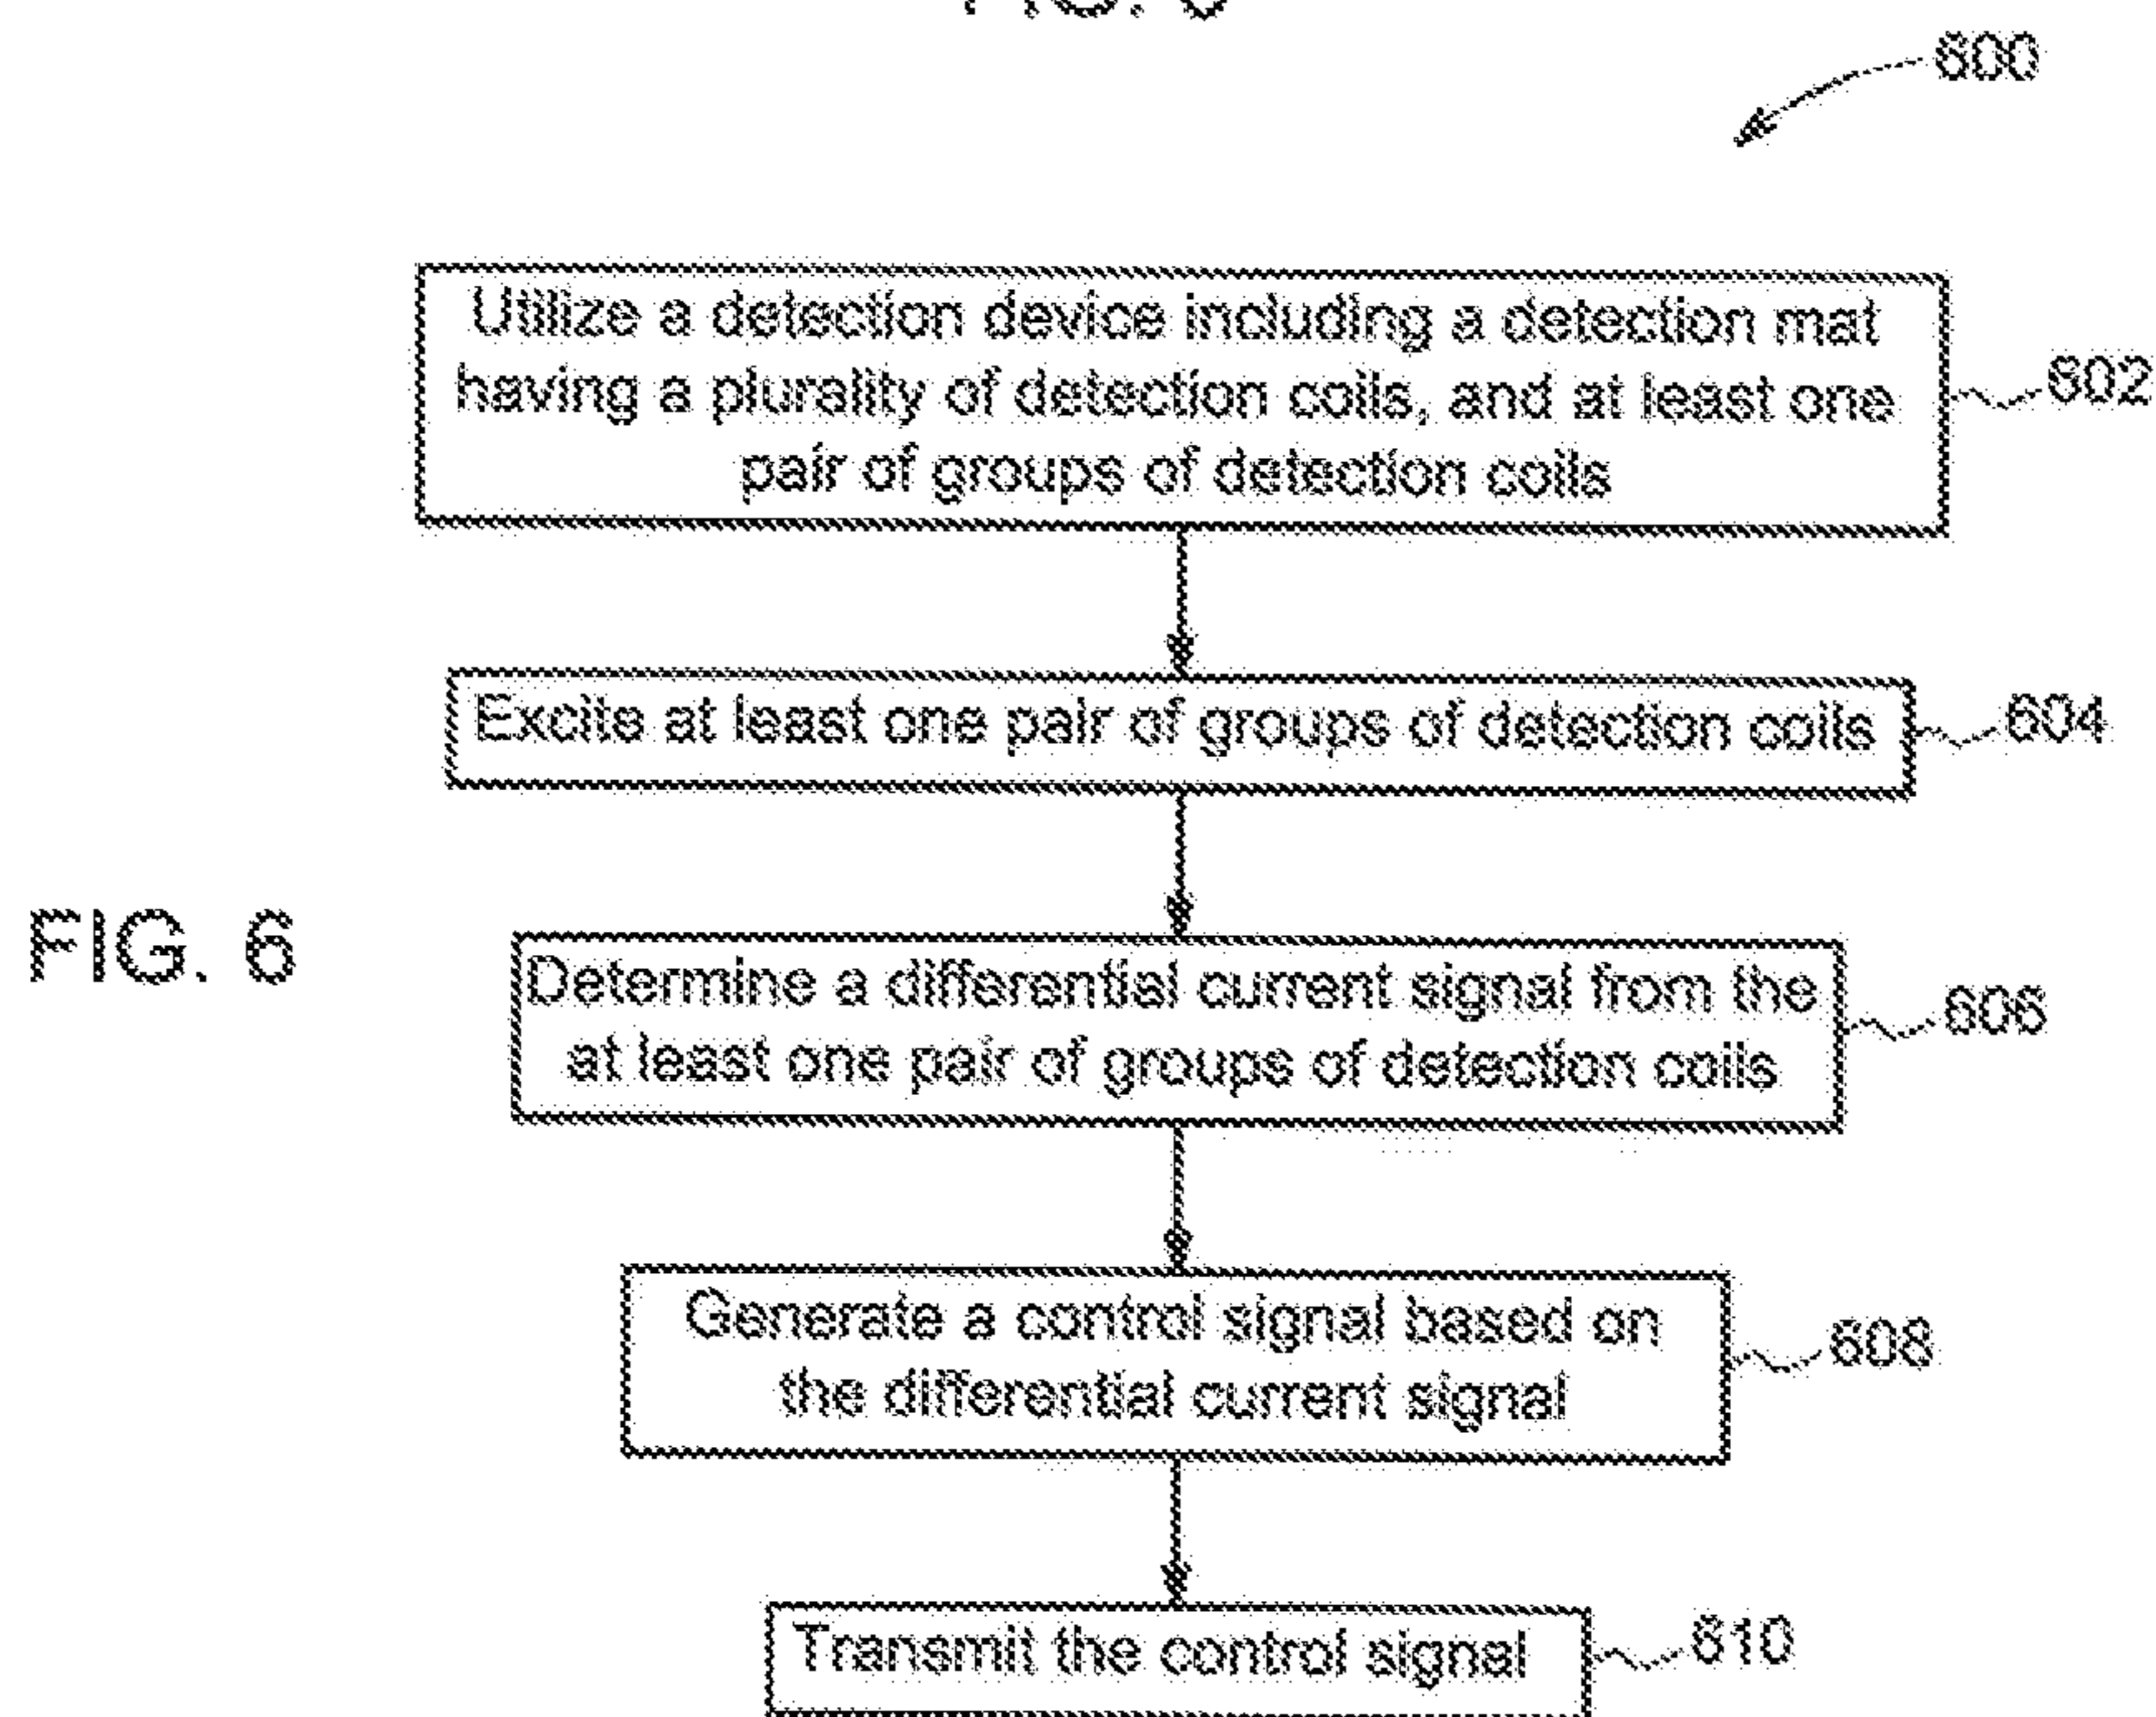 600
Utilize a detection device including a detection mat
having a plurality of detection coils, and at least one
pair of groups of detection coils
602
Excite at least one pair of groups of detection coils
604
FIG. 6
Determine a differential current signal from the
at least one pair of groups of detection coils
606
Generate a control signal based on
the differential current signal
608
Transmit the control signal
610